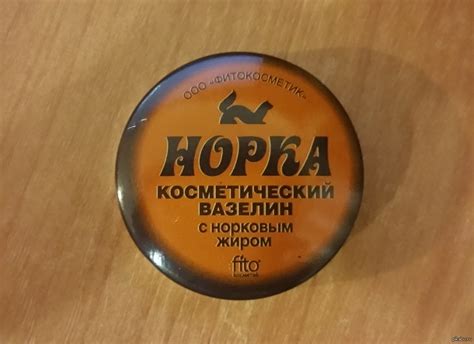 ООО «ФИТОКОСМЕТИК»
НОРКА
КОСМЕТИЧЕСКИЙ
ВАЗЕЛИН
С НОРКОВЫМ
ЖИРОМ
fito